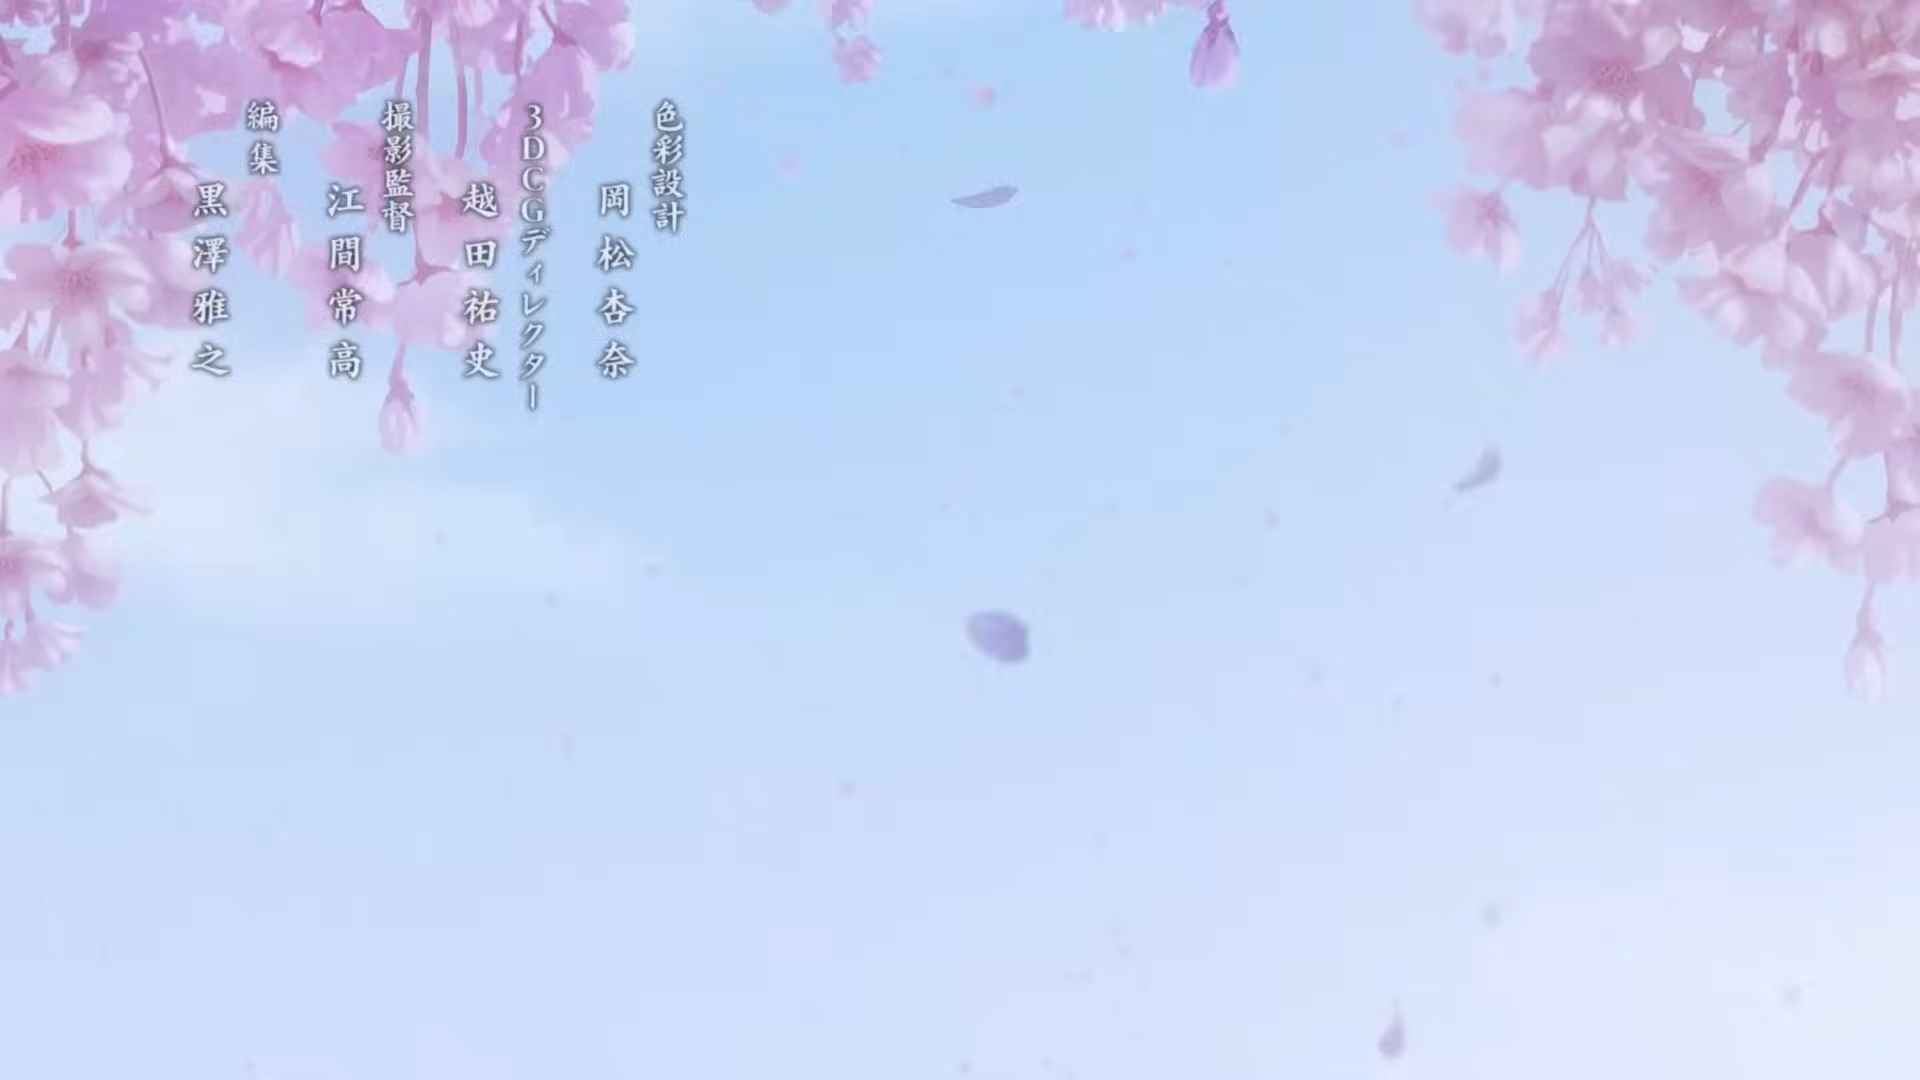 色彩設計
岡松杏奈
3DCGディレクター
越田祐史
撮影監督
江間常高
編集
黒澤雅之